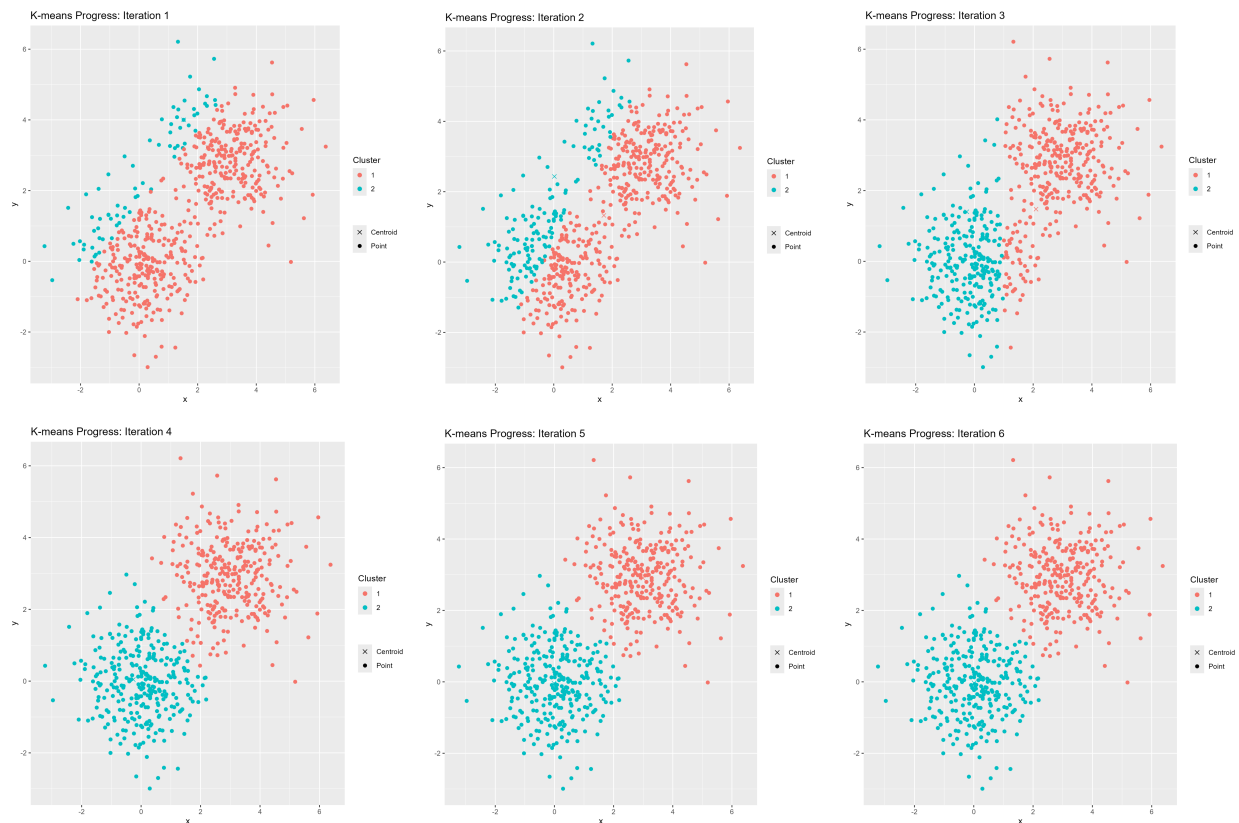 K-means Progress: Iteration 1
6
4
2
0
-2
y
-2 0 2 4 6
x
Cluster
1
2
Centroid
Point
K-means Progress: Iteration 2
6
4
2
0
-2
y
-2 0 2 4 6
x
Cluster
1
2
Centroid
Point
K-means Progress: Iteration 3
6
4
2
0
-2
y
-2 0 2 4 6
x
Cluster
1
2
Centroid
Point
K-means Progress: Iteration 4
6
4
2
0
-2
y
-2 0 2 4 6
x
Cluster
1
2
Centroid
Point
K-means Progress: Iteration 5
6
4
2
0
-2
y
-2 0 2 4 6
x
Cluster
1
2
Centroid
Point
K-means Progress: Iteration 6
6
4
2
0
-2
y
-2 0 2 4 6
x
Cluster
1
2
Centroid
Point